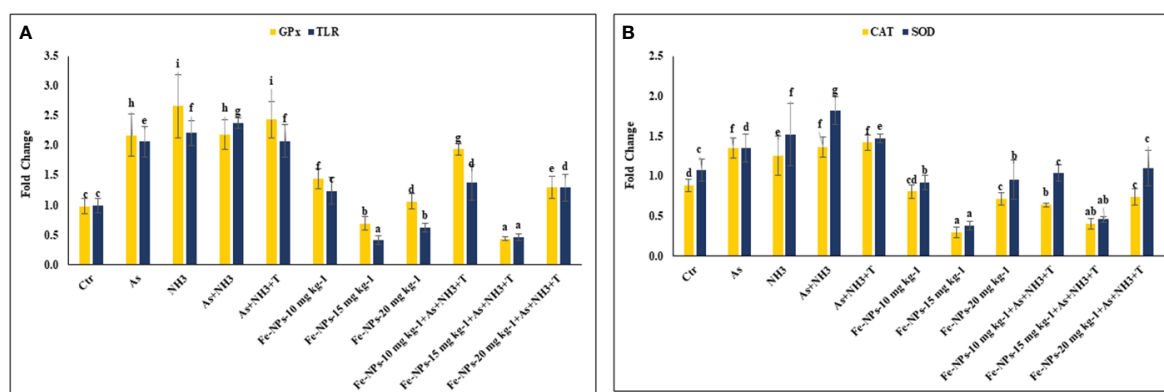 A
GPx TLR
Fold Change
3.5
3.0
2.5
2.0
1.5
1.0
0.5
0.0
c c
h e
i f
h g
i f
f c
b a
d b
g d
a a
e d
Ctr
As
NH3
As+NH3
As+NH3+T
Fe-NPs-10 mg kg-1
Fe-NPs-15 mg kg-1
Fe-NPs-20 mg kg-1
Fe-NPs-10 mg kg-1+As+NH3+T
Fe-NPs-15 mg kg-1+As+NH3+T
Fe-NPs-20 mg kg-1+As+NH3+T
B
CAT SOD
Fold Change
2.5
2.0
1.5
1.0
0.5
0.0
d c
f d
e f
f g
f e
cd b
a a
c b
b c
ab ab
c c
Ctr
As
NH3
As+NH3
As+NH3+T
Fe-NPs-10 mg kg-1
Fe-NPs-15 mg kg-1
Fe-NPs-20 mg kg-1
Fe-NPs-10 mg kg-1+As+NH3+T
Fe-NPs-15 mg kg-1+As+NH3+T
Fe-NPs-20 mg kg-1+As+NH3+T